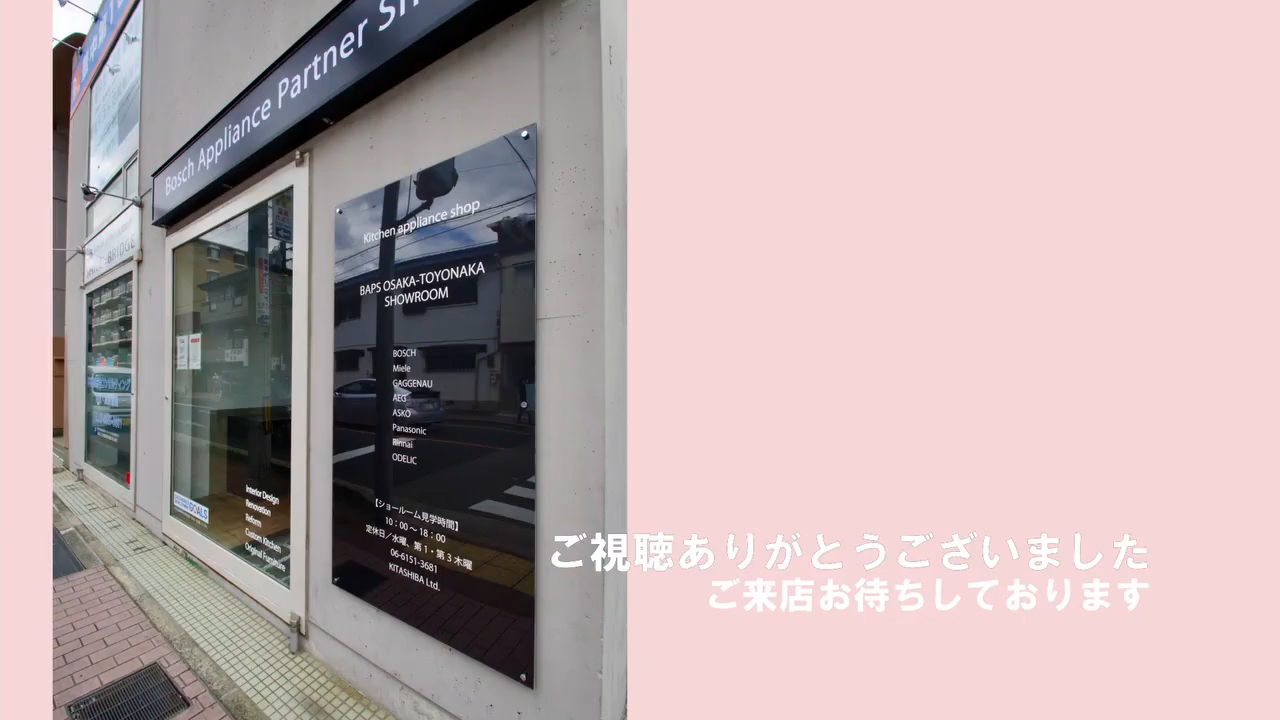 Bosch Appliance Partner Sh
Kitchen appliance shop
BAPS OSAKA-TOYONAKA
SHOWROOM
BOSCH
Miele
GAGGENAU
AEG
ASKO
Panasonic
Rinnai
ODELIC
【ショールーム見学時間】
10:00~18:00
定休日/水曜、第1・第3木曜
06-6151-3681
KITASHIBA Ltd.
Interior Design
Renovation
Reform
Custom Kitchen
Original Furniture
GOALS
ご視聴ありがとうございました
ご来店お待ちしております